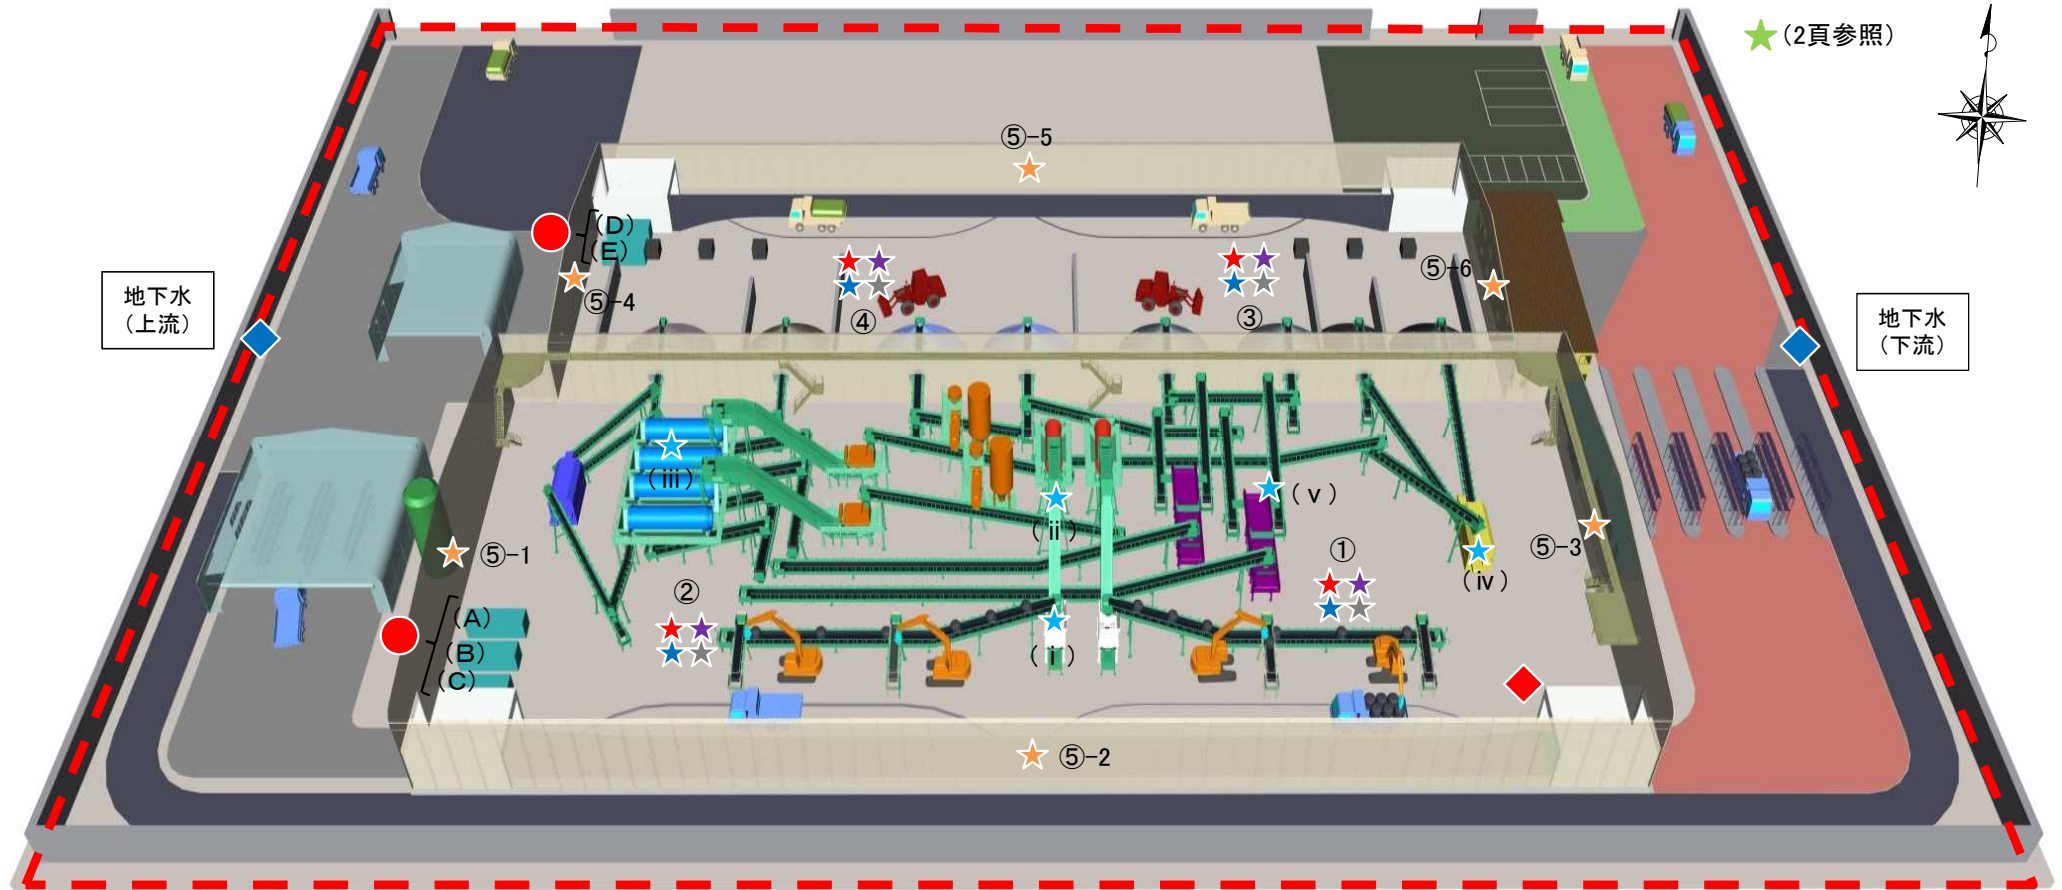 (2頁参照)
⑤-5
(D)
(E)
⑤-4
⑤-6
地下水
(上流)
④
③
地下水
(下流)
(iii)
(ii)
(v)
⑤-1
⑤-3
①
(iv)
②
(A)
(B)
(C)
(i)
⑤-2